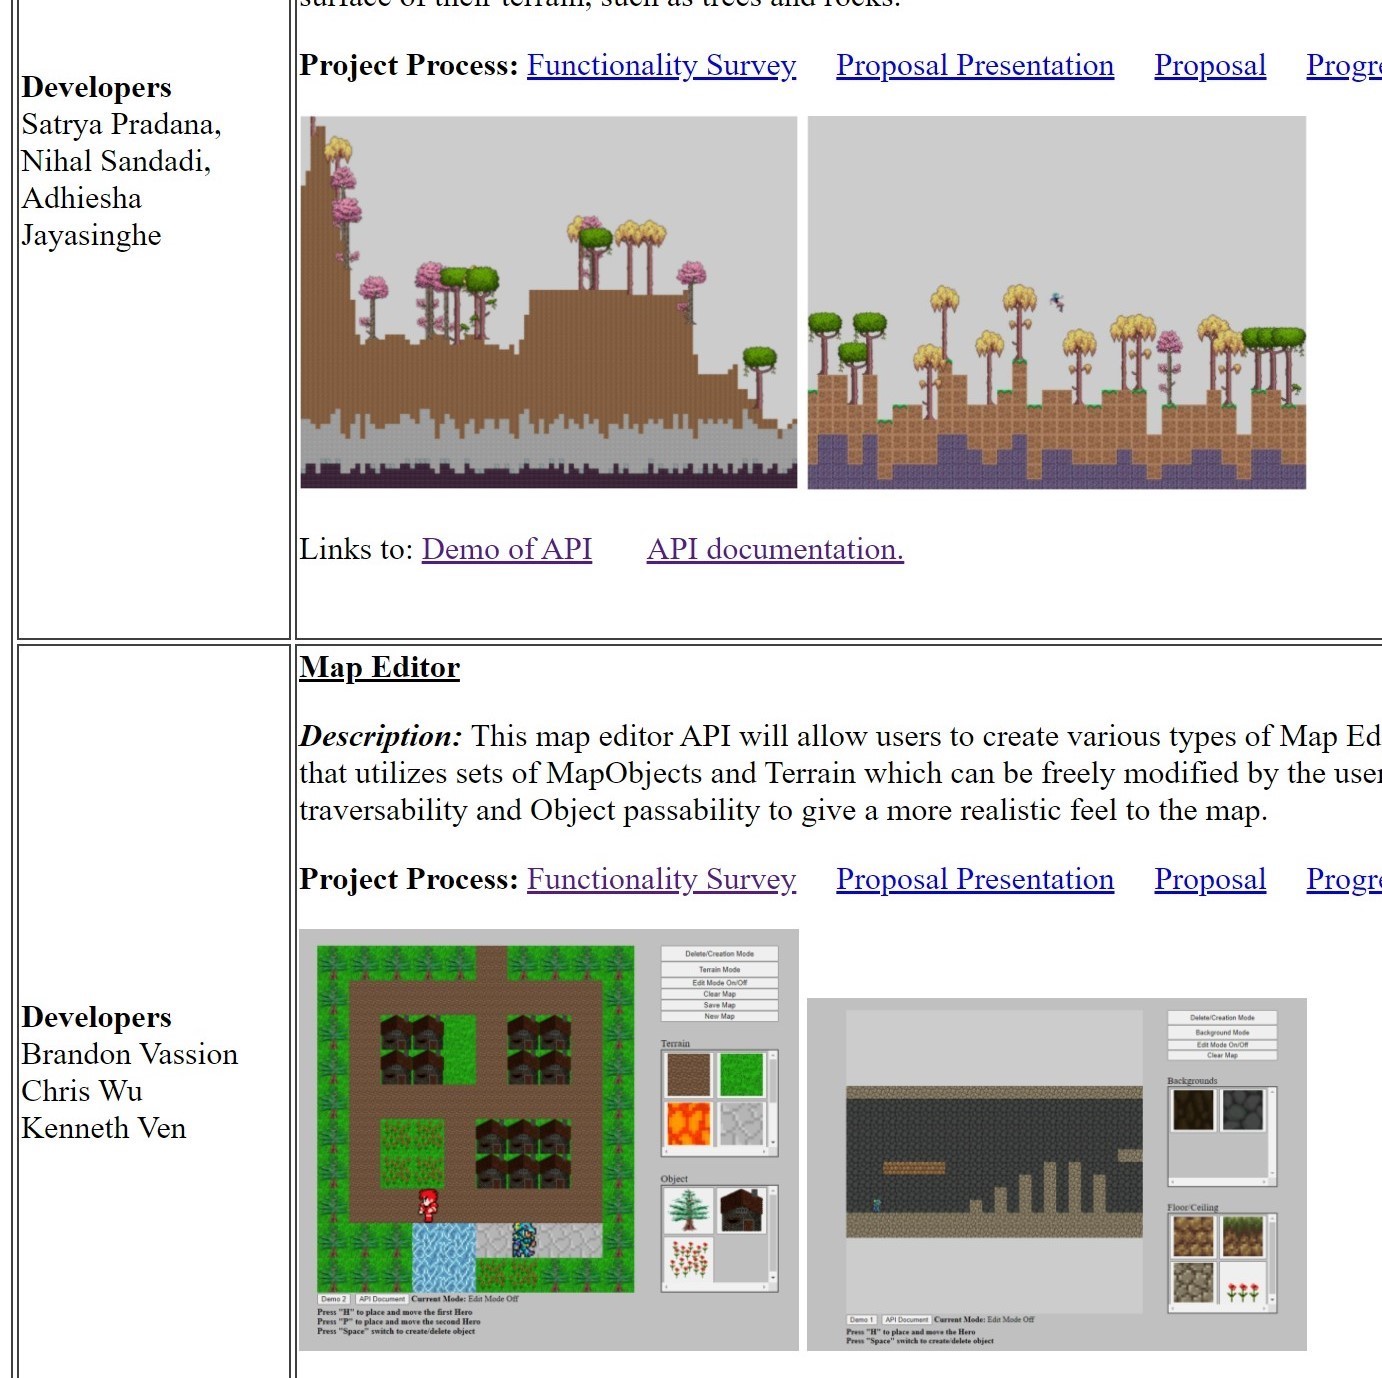 surface of their terrain, such as trees and rocks.
Project Process: Functionality Survey Proposal Presentation Proposal Progre
Developers
Satrya Pradana,
Nihal Sandadi,
Adhiesha
Jayasinghe
Links to: Demo of API API documentation.
Map Editor
Description: This map editor API will allow users to create various types of Map Ed
that utilizes sets of MapObjects and Terrain which can be freely modified by the user
traversability and Object passability to give a more realistic feel to the map.
Project Process: Functionality Survey Proposal Presentation Proposal Progre
Developers
Brandon Vassion
Chris Wu
Kenneth Ven
Delete/Creation Mode
Terrain Mode
Edit Mode On/Off
Clear Map
Save Map
New Map
Terrain
Object
Demo 2 API Document Current Mode: Edit Mode Off
Press "H" to place and move the first Hero
Press "P" to place and move the second Hero
Press "Space" switch to create/delete object
Delete/Creation Mode
Background Mode
Edit Mode On/Off
Clear Map
Backgrounds
Floor/Ceiling
Demo 1 API Document Current Mode: Edit Mode Off
Press "H" to place and move the Hero
Press "Space" switch to create/delete object